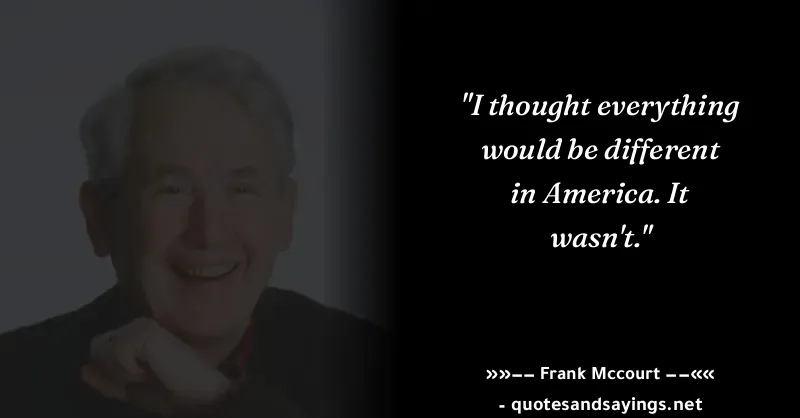 "I thought everything
would be different
in America. It
wasn't."
»»–– Frank Mccourt ––««
- quotesandsayings.net